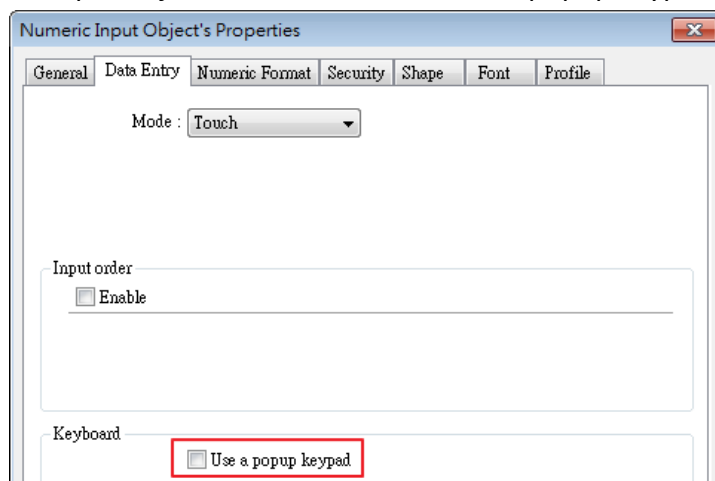 Numeric Input Object's Properties
General Data Entry Numeric Format Security Shape Font Profile
Mode : Touch
Input order
Enable
Keyboard
Use a popup keypad